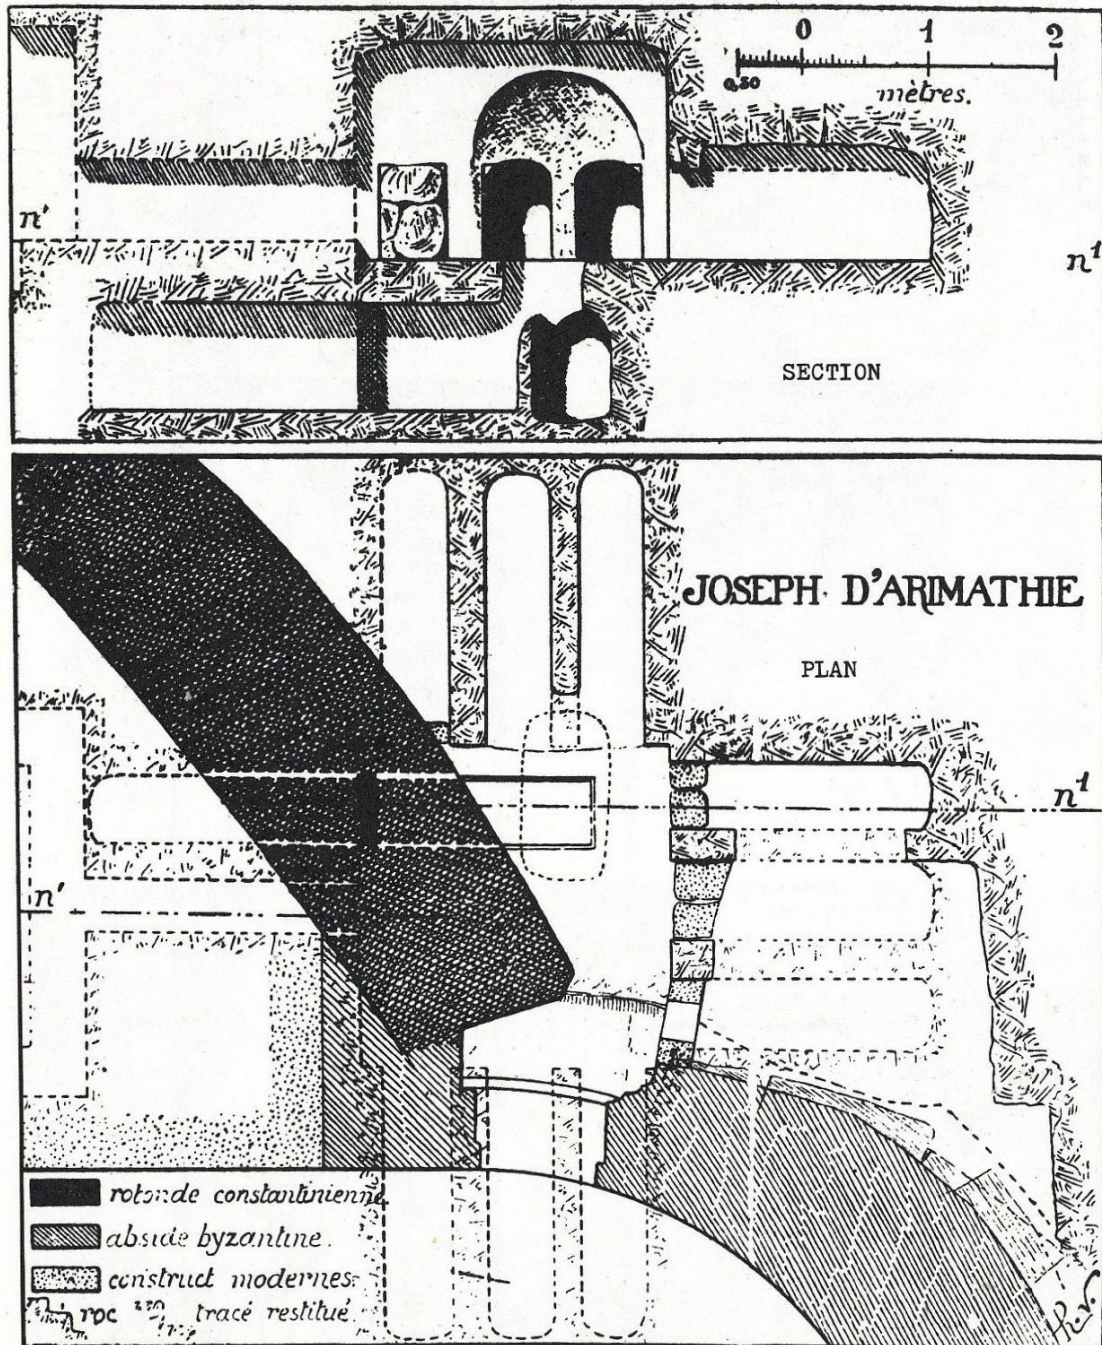 0 1 2
0,50
mètres.
n'
n¹
SECTION
JOSEPH D'ARIMATHIE
PLAN
n¹
n'
rotonde constantinienne
abside byzantine.
construct modernes
roc tracé restitué
h.v.